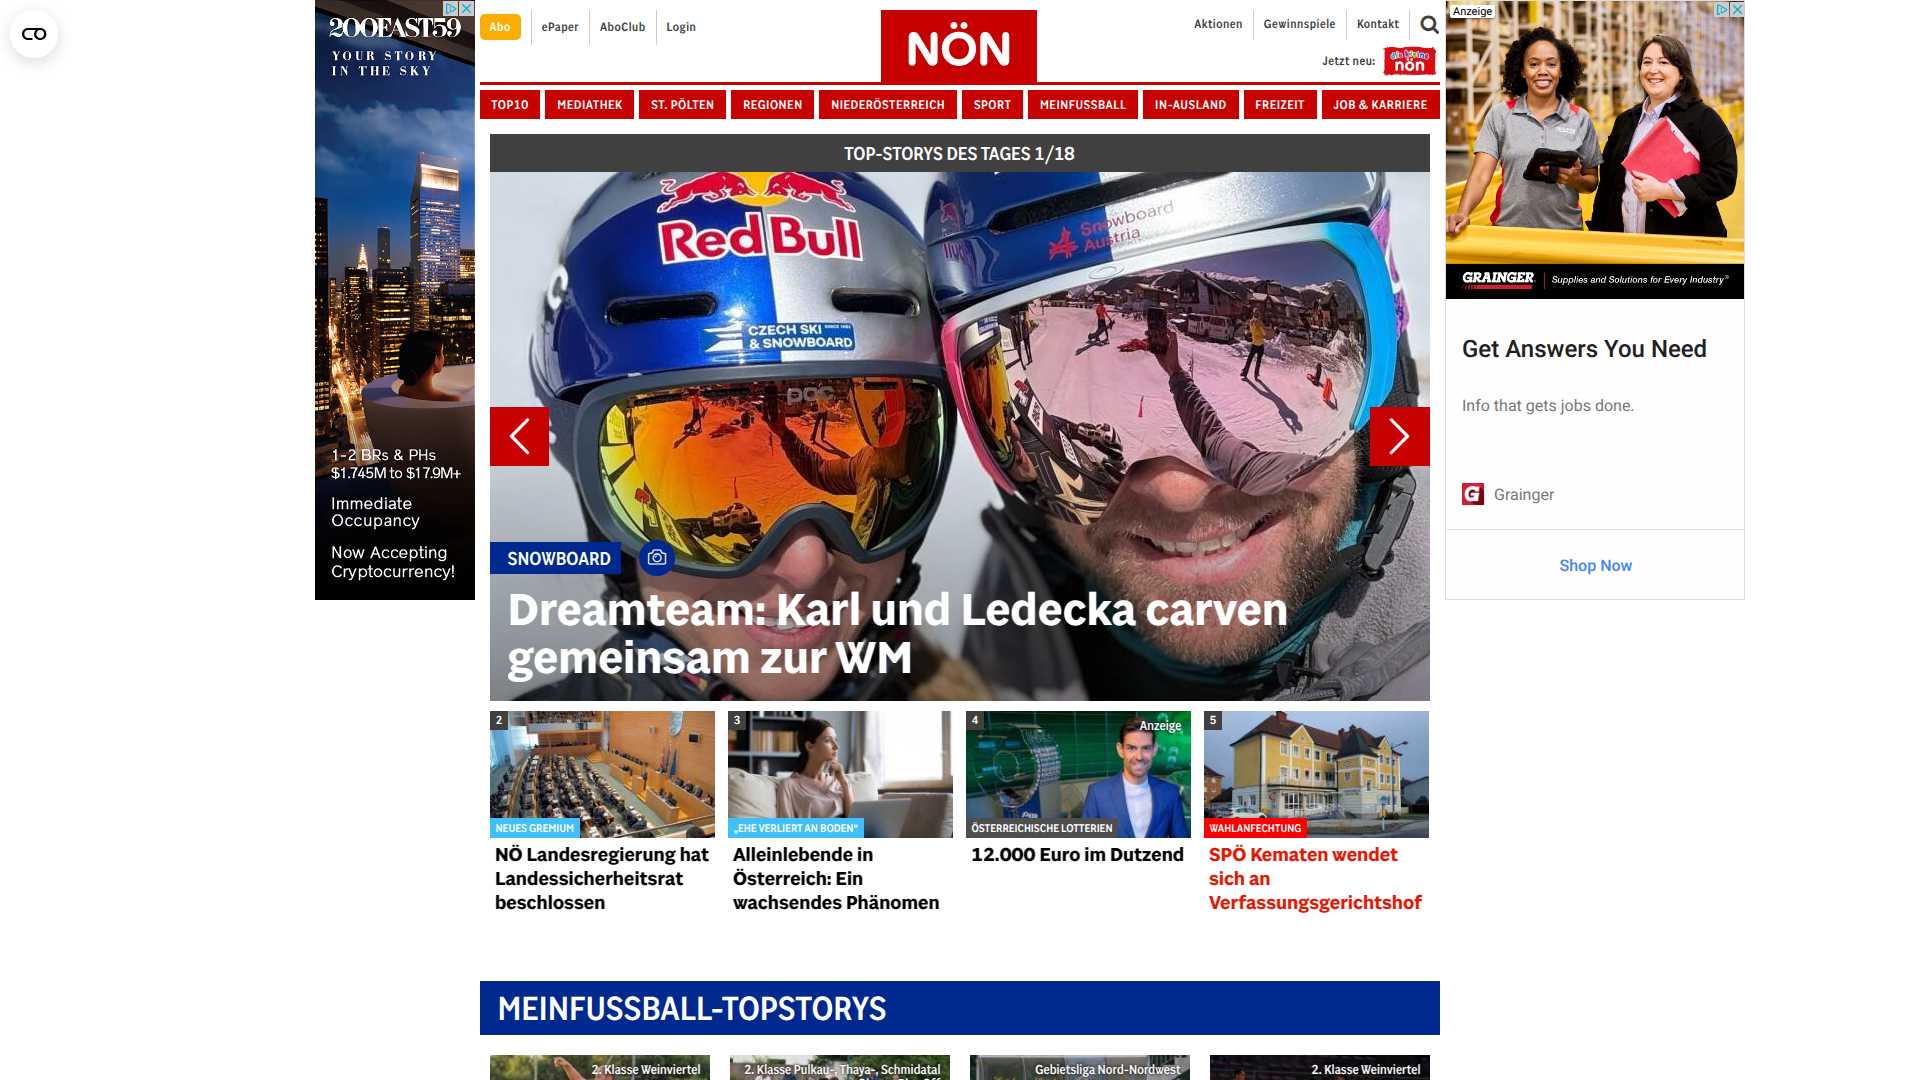 200EAST59
YOUR STORY
IN THE SKY
1-2 BRs & PHs
$1.745M to $17.9M+
Immediate
Occupancy
Now Accepting
Cryptocurrency!
Abo
ePaper
AboClub
Login
NÖN
Aktionen
Gewinnspiele
Kontakt
Jetzt neu:
die kleine
nön
TOP10
MEDIATHEK
ST. PÖLTEN
REGIONEN
NIEDERÖSTERREICH
SPORT
MEINFUSSBALL
IN-AUSLAND
FREIZEIT
JOB & KARRIERE
TOP-STORYS DES TAGES 1/18
Red Bull
CZECH SKI
& SNOWBOARD
Snowboard
Austria
POC
SNOWBOARD
Dreamteam: Karl und Ledecka carven
gemeinsam zur WM
2
NEUES GREMIUM
NÖ Landesregierung hat
Landessicherheitsrat
beschlossen
3
„EHE VERLIERT AN BODEN“
Alleinlebende in
Österreich: Ein
wachsendes Phänomen
4
Anzeige
ÖSTERREICHISCHE LOTTERIEN
12.000 Euro im Dutzend
5
WAHLANFECHTUNG
SPÖ Kematen wendet
sich an
Verfassungsgerichtshof
MEINFUSSBALL-TOPSTORYS
2. Klasse Weinviertel
2. Klasse Pulkau-, Thaya-, Schmidatal
Gebietsliga Nord-Nordwest
2. Klasse Weinviertel
Anzeige
GRAINGER
Supplies and Solutions for Every Industry®
Get Answers You Need
Info that gets jobs done.
Grainger
Shop Now